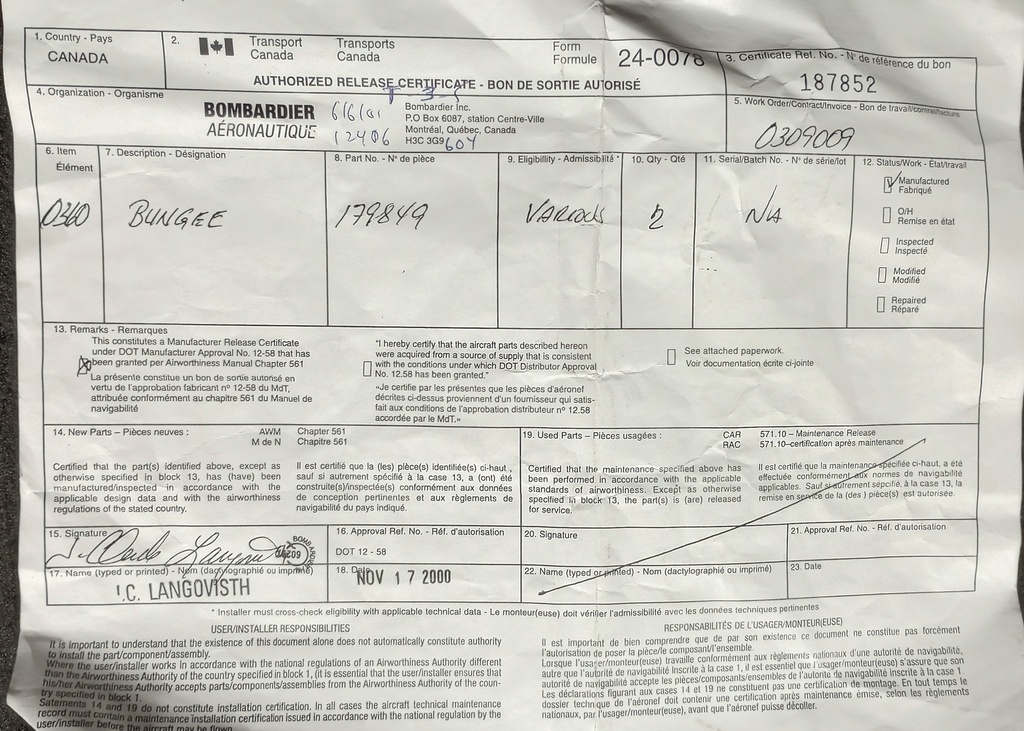 1. Country - Pays
CANADA
2.
Transport Canada
Transports Canada
Form
Formule
24-0078
AUTHORIZED RELEASE CERTIFICATE - BON DE SORTIE AUTORISÉ
3. Certificate Ref. No. - Nº de référence du bon
187852
4. Organization - Organisme
BOMBARDIER
AÉRONAUTIQUE
6/6/01
12406
Bombardier Inc.
P.O Box 6087, station Centre-Ville
Montréal, Québec, Canada
H3C 3G9
604
5. Work Order/Contract/Invoice - Bon de travail/contrat/facture
0309009
6. Item
Élément
0360
7. Description - Désignation
BUNGEE
8. Part No. - Nº de pièce
179849
9. Eligibility - Admissibilité *
VARIOUS
10. Qty - Qté
2
11. Serial/Batch No. - Nº de série/lot
N/A
12. Status/Work - État/travail
Manufactured
Fabriqué
O/H
Remise en état
Inspected
Inspecté
Modified
Modifié
Repaired
Réparé
13. Remarks - Remarques
This constitutes a Manufacturer Release Certificate
under DOT Manufacturer Approval No. 12-58 that has
been granted per Airworthiness Manual Chapter 561
La présente constitue un bon de sortie autorisé en
vertu de l'approbation fabricant nº 12-58 du MdT,
attribuée conformément au chapitre 561 du Manuel de
navigabilité
"I hereby certify that the aircraft parts described hereon
were acquired from a source of supply that is consistent
with the conditions under which DOT Distributor Approval
No. 12.58 has been granted."
«Je certifie par les présentes que les pièces d'aéronef
décrites ci-dessus proviennent d'un fournisseur qui satis-
fait aux conditions de l'approbation distributeur nº 12.58
accordée par le MdT.»
See attached paperwork.
Voir documentation écrite ci-jointe
14. New Parts – Pièces neuves :
AWM Chapter 561
M de N Chapitre 561
Certified that the part(s) identified above, except as
otherwise specified in block 13, has (have) been
manufactured/inspected in accordance with the
applicable design data and with the airworthiness
regulations of the stated country.
Il est certifié que la (les) pièce(s) identifiée(s) ci-haut ,
sauf si autrement spécifié à la case 13, a (ont) été
construite(s)/inspectée(s) conformément aux données
de conception pertinentes et aux règlements de
navigabilité du pays indiqué.
19. Used Parts – Pièces usagées :
CAR 571.10 – Maintenance Release
RAC 571.10–certification après maintenance
Certified that the maintenance specified above has
been performed in accordance with the applicable
standards of airworthiness. Except as otherwise
specified in block 13, the part(s) is (are) released
for service.
Il est certifié que la maintenance spécifiée ci-haut, a été
effectuée conformément aux normes de navigabilité
applicables. Sauf si autrement sépcifié, à la case 13, la
remise en service de la (des ) pièce(s) est autorisée.
15. Signature
16. Approval Ref. No. - Réf. d'autorisation
DOT 12 - 58
20. Signature
21. Approval Ref. No. - Réf. d'autorisation
17. Name (typed or printed) - Nom (dactylographié ou imprimé)
C. LANGOVISTH
18. Date
NOV 17 2000
22. Name (typed or printed) - Nom (dactylographié ou imprimé)
23. Date
* Installer must cross-check eligibility with applicable technical data - Le monteur(euse) doit vérifier l'admissibilité avec les données techniques pertinentes
USER/INSTALLER RESPONSIBILITIES
It is important to understand that the existence of this document alone does not automatically constitute authority
to install the part/component/assembly.
Where the user/installer works in accordance with the national regulations of an Airworthiness Authority different
than the Airworthiness Authority of the country specified in block 1, (it is essential that the user/installer ensures that
his/her Airworthiness Authority accepts parts/components/assemblies from the Airworthiness Authority of the coun-
try specified in block 1.
Satements 14 and 19 do not constitute installation certification. In all cases the aircraft technical maintenance
record must contain a maintenance installation certification issued in accordance with the national regulation by the
user/installer before the aircraft may be flown.
RESPONSABILITÉS DE L'USAGER/MONTEUR(EUSE)
Il est important de bien comprendre que de par son existence ce document ne constitue pas forcément
l'autorisation de poser la pièce/le composant/l'ensemble.
Lorsque l'usager/monteur(euse) travaille conformément aux règlements nationaux d'une autorité de navigabilité,
autre que l'autorité de navigabilité inscrite à la case 1, il est essentiel que l'usager/monteur(euse) s'assure que son
autorité de navigabilité accepte les pièces/composants/ensembles de l'autorité de navigabilité inscrite à la case 1.
Les déclarations figurant aux cases 14 et 19 ne constituent pas une certification de montage. En tout temps le
dossier technique de l'aéronef doit contenir une certification après maintenance émise, selon les règlements
nationaux, par l'usager/monteur(euse), avant que l'aéronef puisse décoller.